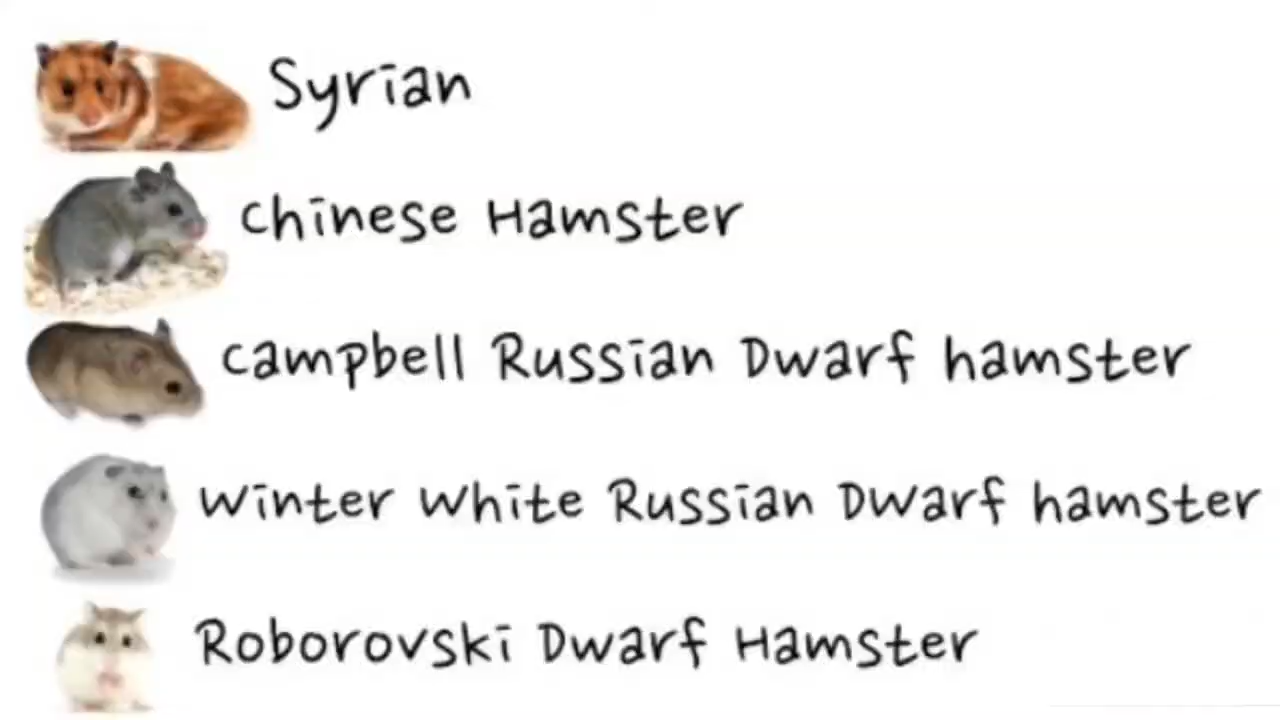 Syrian
Chinese Hamster
Campbell Russian Dwarf hamster
Winter White Russian Dwarf hamster
Roborovski Dwarf Hamster